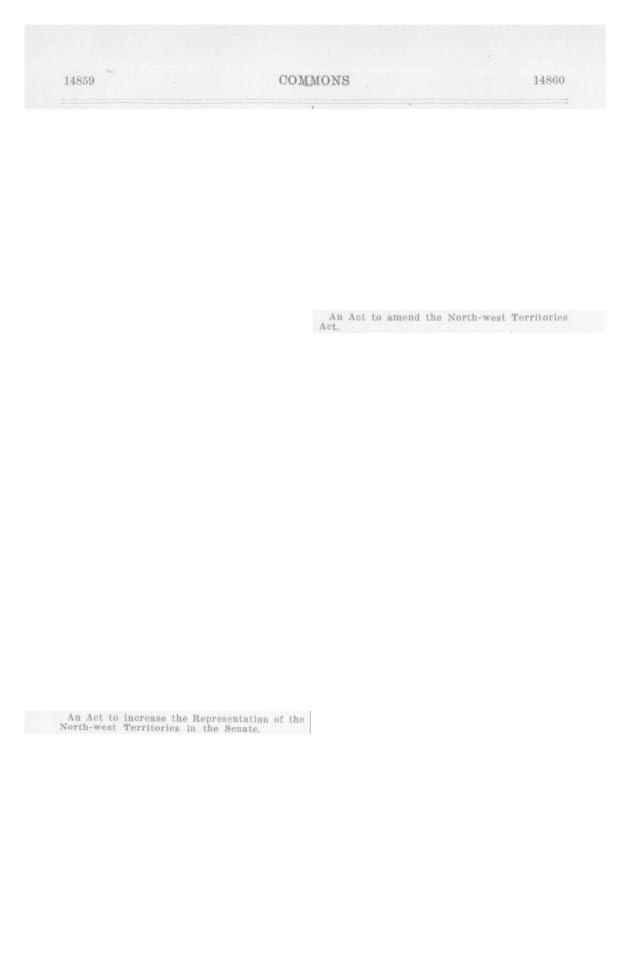 14859 COMMONS 14860
An Act to increase the Representation of the
North-west Territories in the Senate.
An Act to amend the North-west Territories
Act.